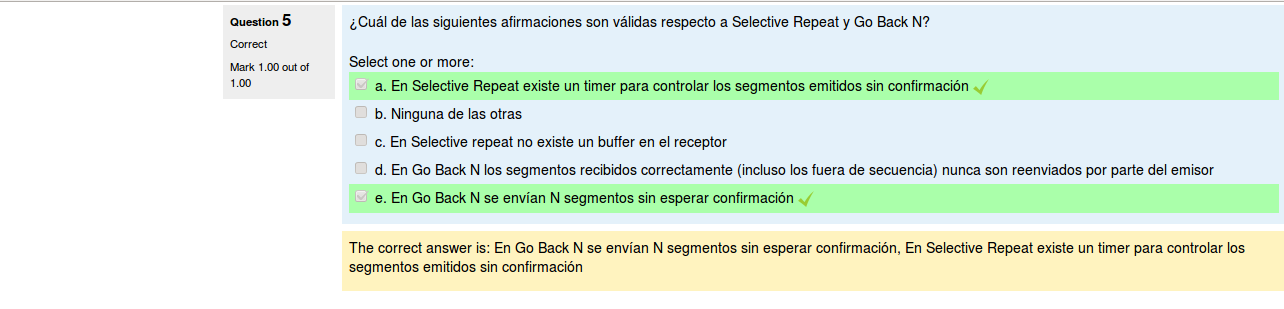 Question 5
Correct
Mark 1.00 out of
1.00
¿Cuál de las siguientes afirmaciones son válidas respecto a Selective Repeat y Go Back N?
Select one or more:
a. En Selective Repeat existe un timer para controlar los segmentos emitidos sin confirmación
b. Ninguna de las otras
c. En Selective repeat no existe un buffer en el receptor
d. En Go Back N los segmentos recibidos correctamente (incluso los fuera de secuencia) nunca son reenviados por parte del emisor
e. En Go Back N se envían N segmentos sin esperar confirmación
The correct answer is: En Go Back N se envían N segmentos sin esperar confirmación, En Selective Repeat existe un timer para controlar los
segmentos emitidos sin confirmación